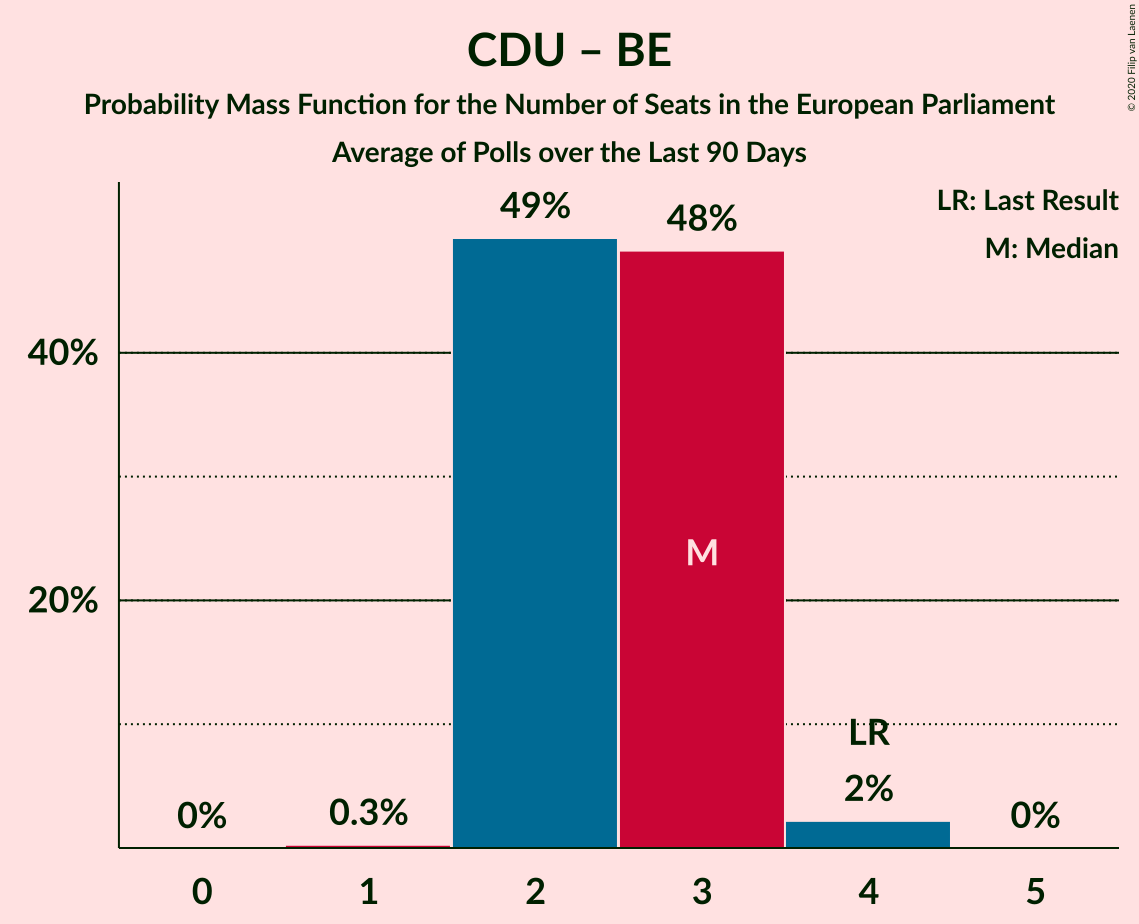 CDU – BE
Probability Mass Function for the Number of Seats in the European Parliament
Average of Polls over the Last 90 Days
© 2020 Filip van Laenen
LR: Last Result
M: Median
49%
48%
40%
M
20%
LR
0%
0.3%
2%
0%
0 1 2 3 4 5